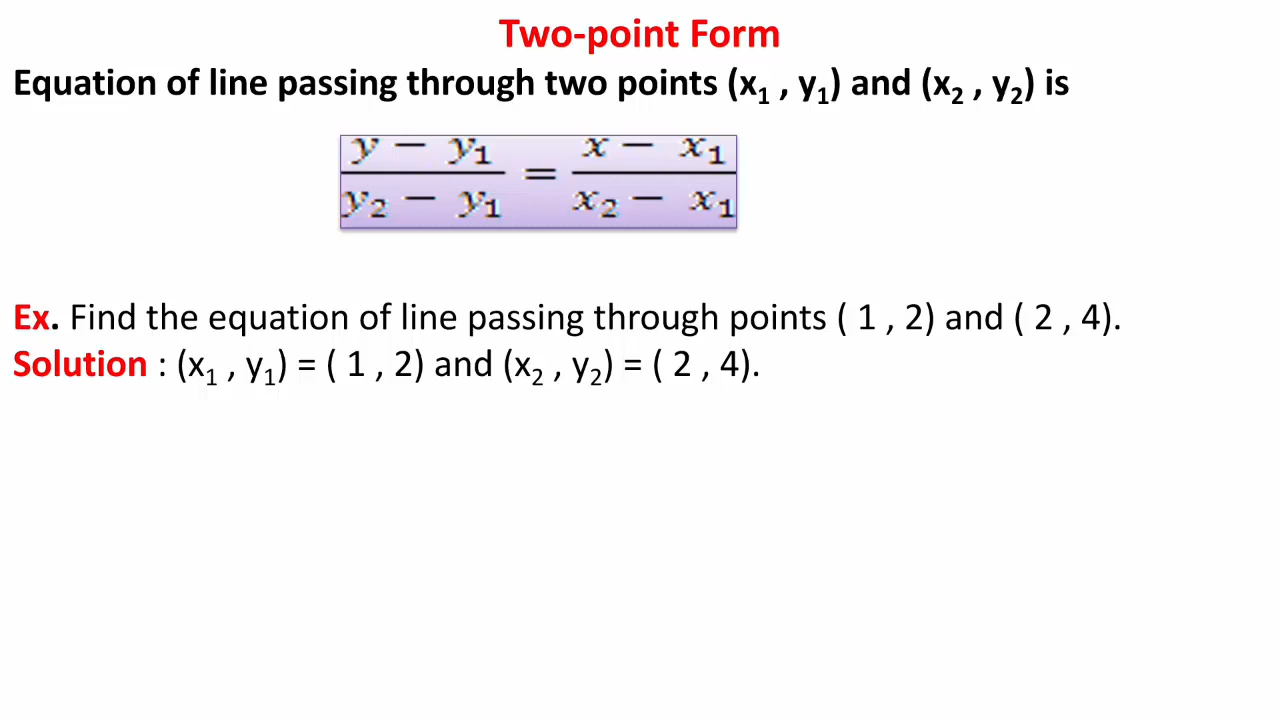 Two-point Form
Equation of line passing through two points (x₁ , y₁) and (x₂ , y₂) is
y − y₁ / y₂ − y₁ = x − x₁ / x₂ − x₁
Ex. Find the equation of line passing through points ( 1 , 2) and ( 2 , 4).
Solution : (x₁ , y₁) = ( 1 , 2) and (x₂ , y₂) = ( 2 , 4).